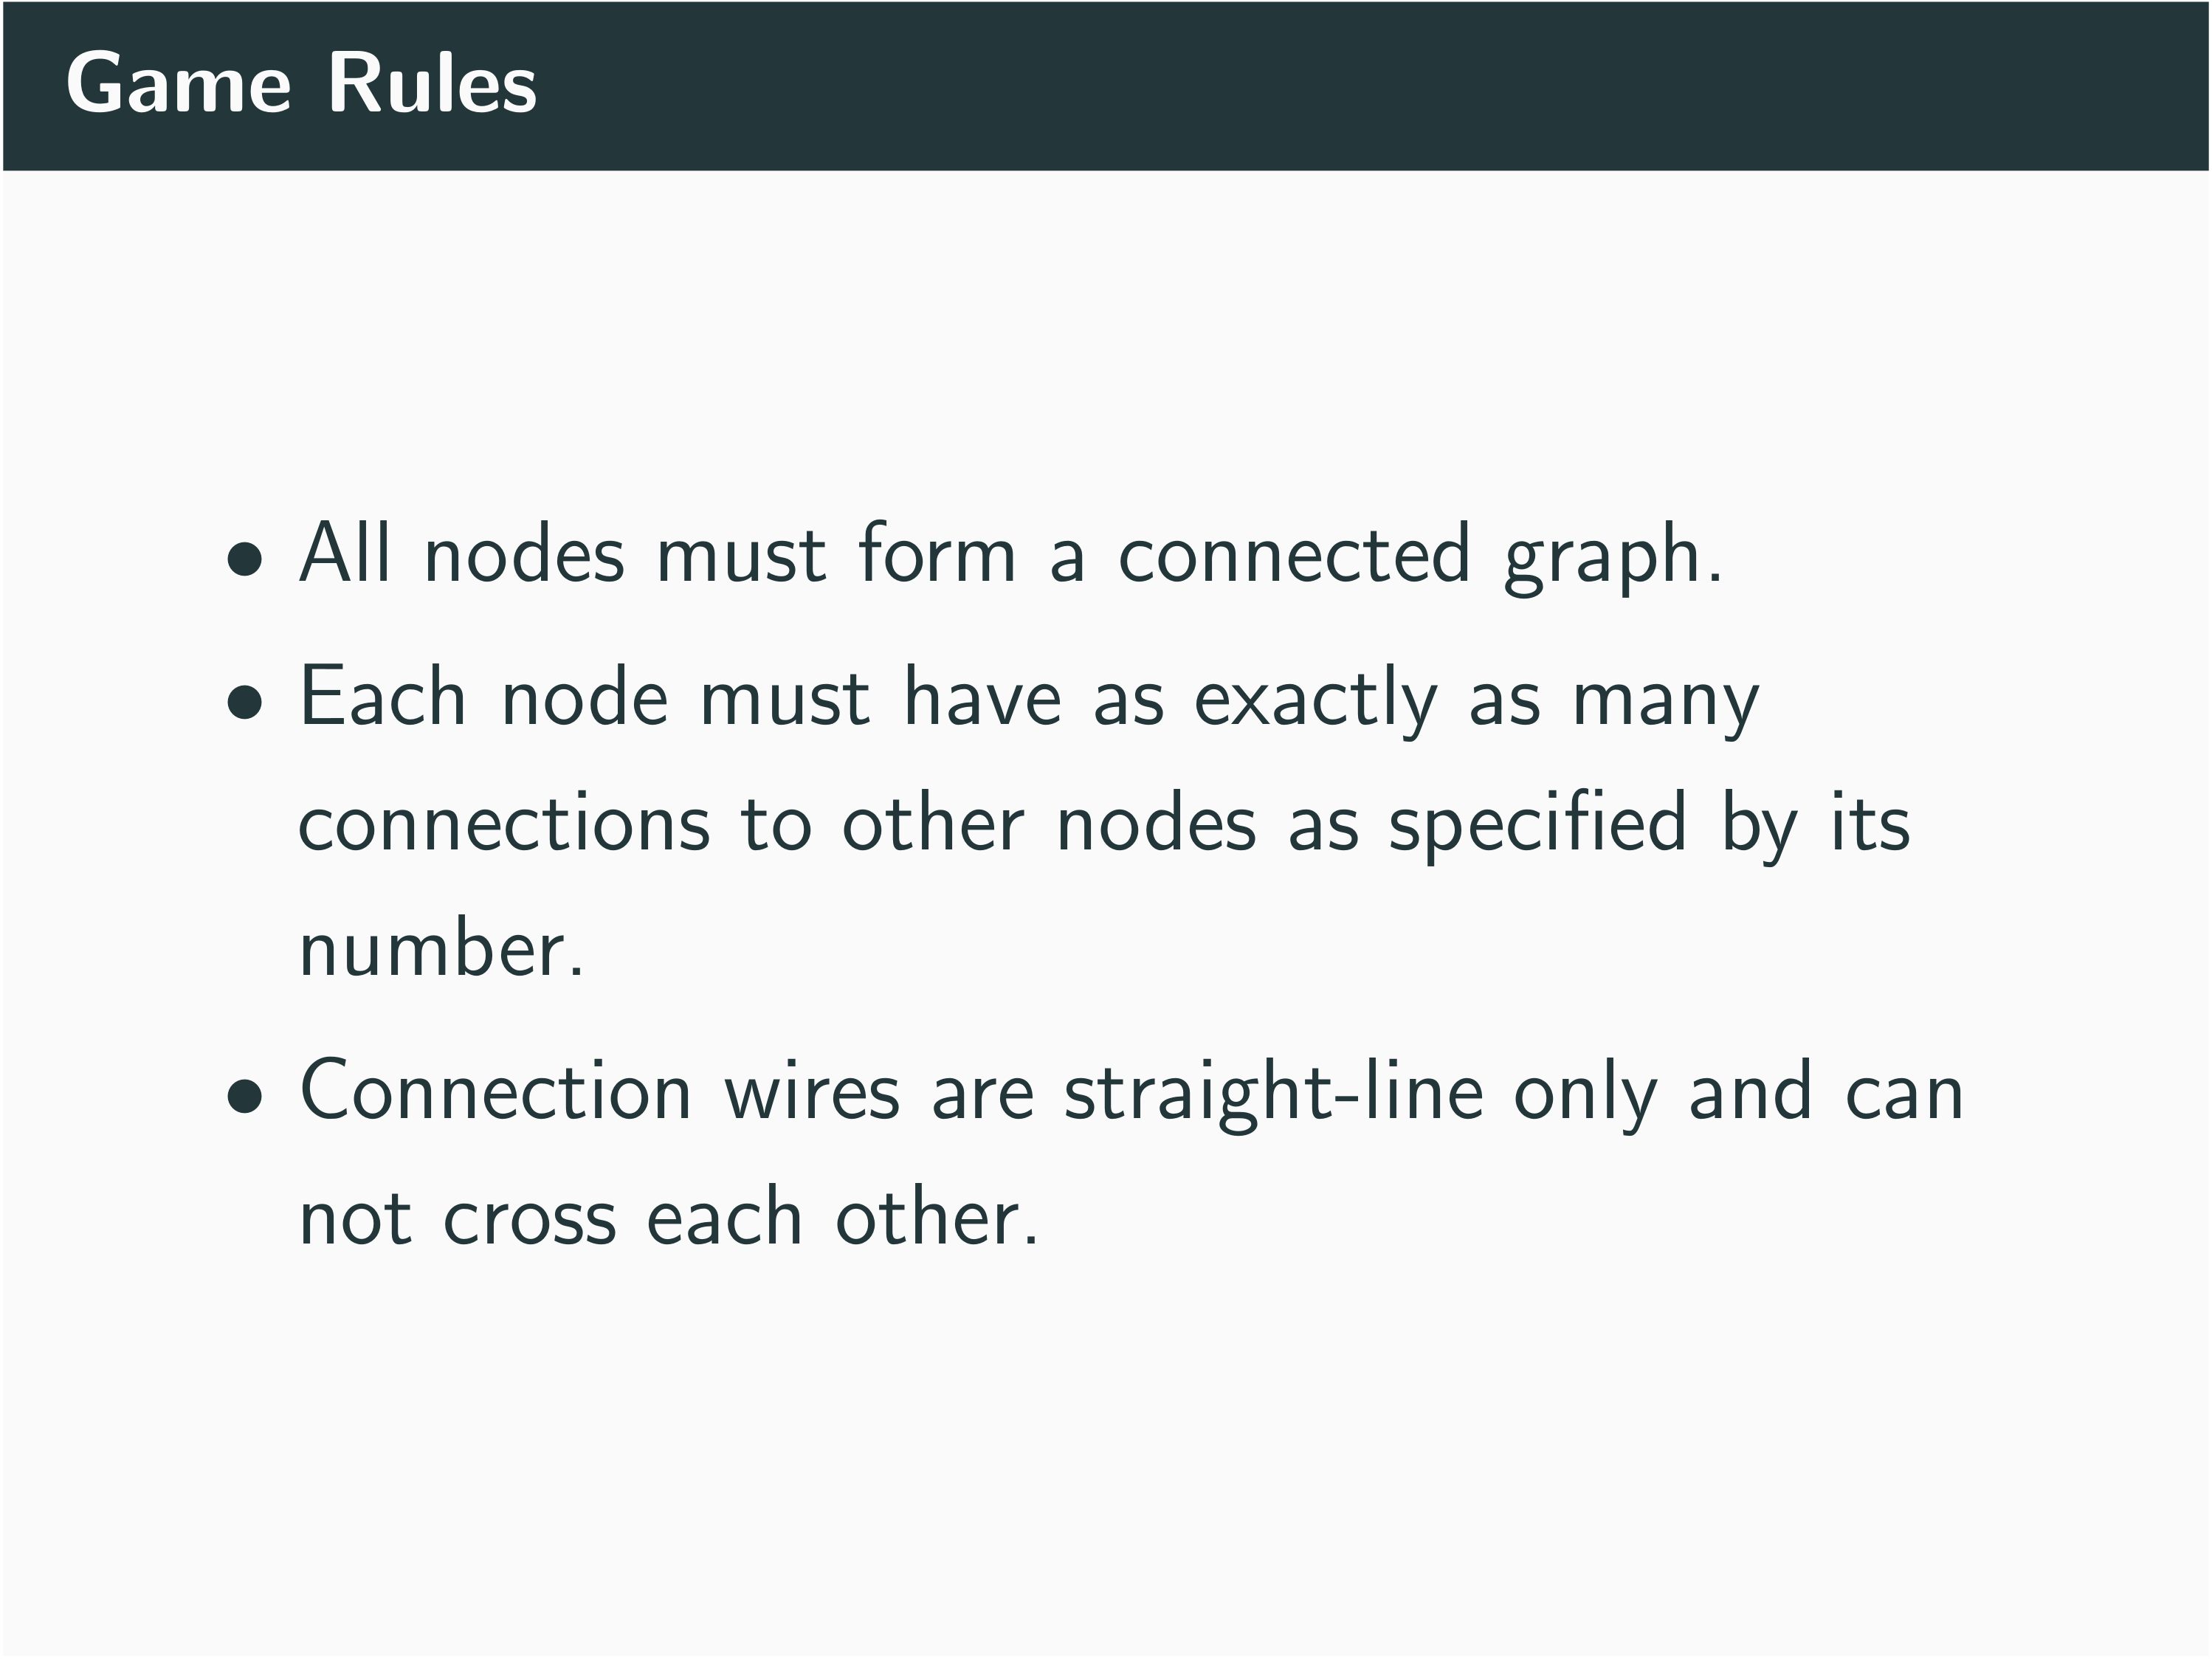 Game Rules
• All nodes must form a connected graph.
• Each node must have as exactly as many
connections to other nodes as specified by its
number.
• Connection wires are straight-line only and can
not cross each other.